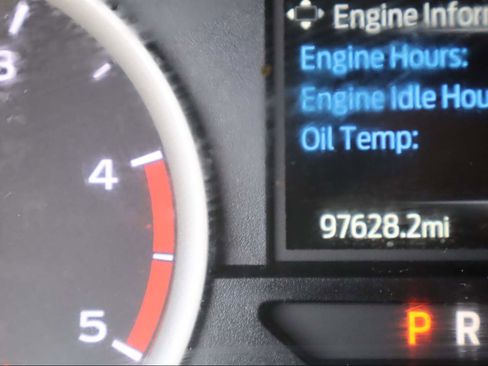 Engine Infor
Engine Hours:
Engine Idle Hou
Oil Temp:
97628.2mi
P R
3
4
5